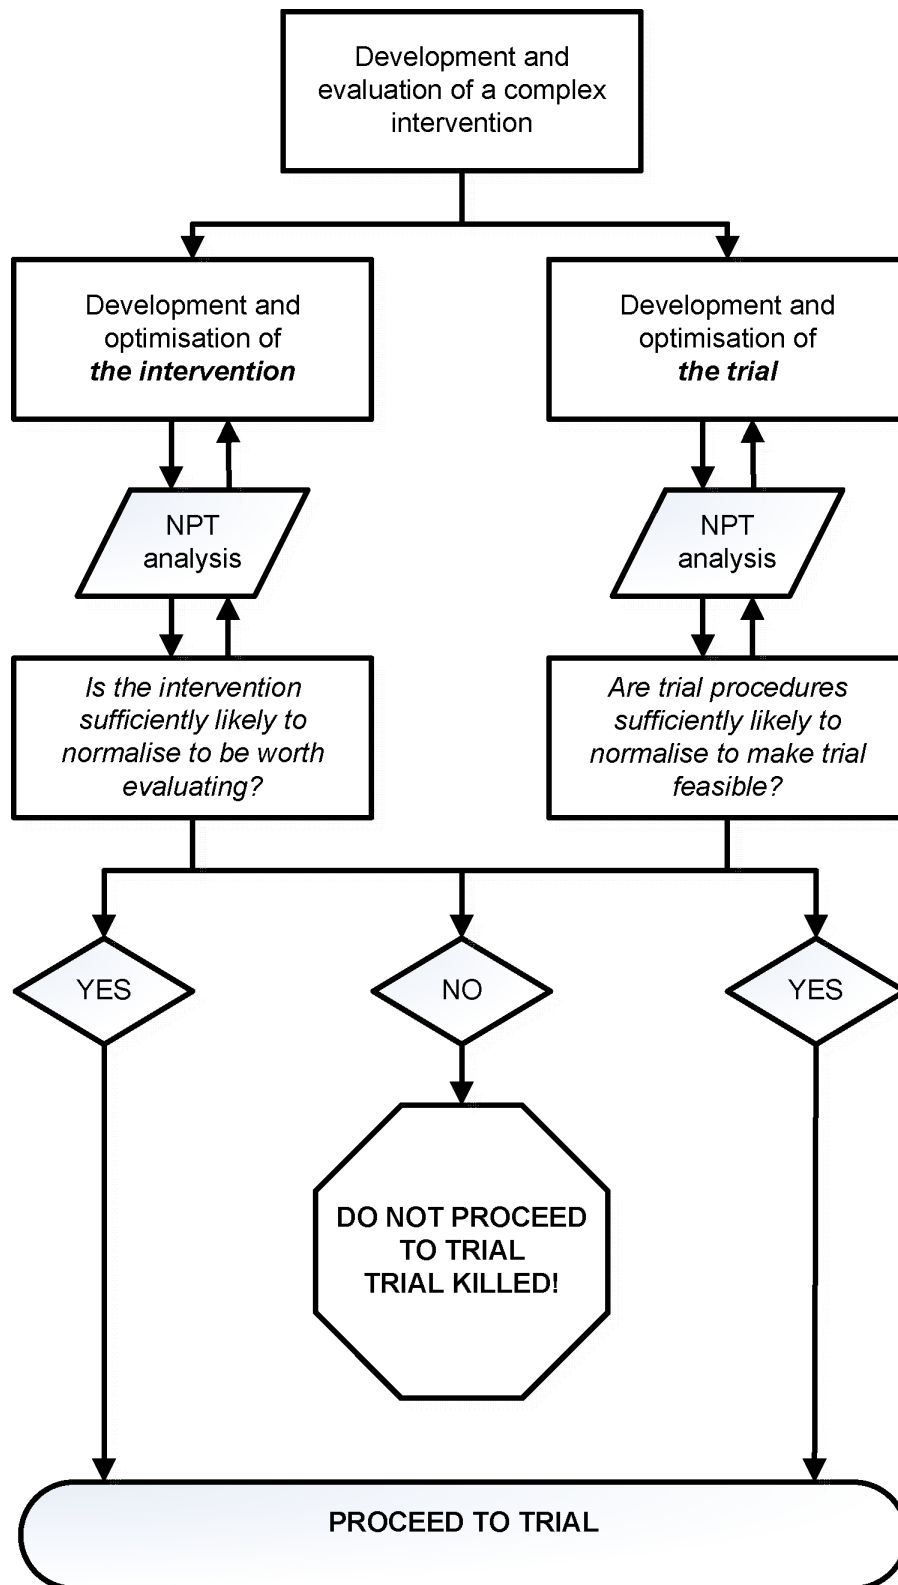 Development and
evaluation of a complex
intervention
Development and
optimisation of
the intervention
Development and
optimisation of
the trial
NPT
analysis
NPT
analysis
Is the intervention
sufficiently likely to
normalise to be worth
evaluating?
Are trial procedures
sufficiently likely to
normalise to make trial
feasible?
YES
NO
YES
DO NOT PROCEED
TO TRIAL
TRIAL KILLED!
PROCEED TO TRIAL